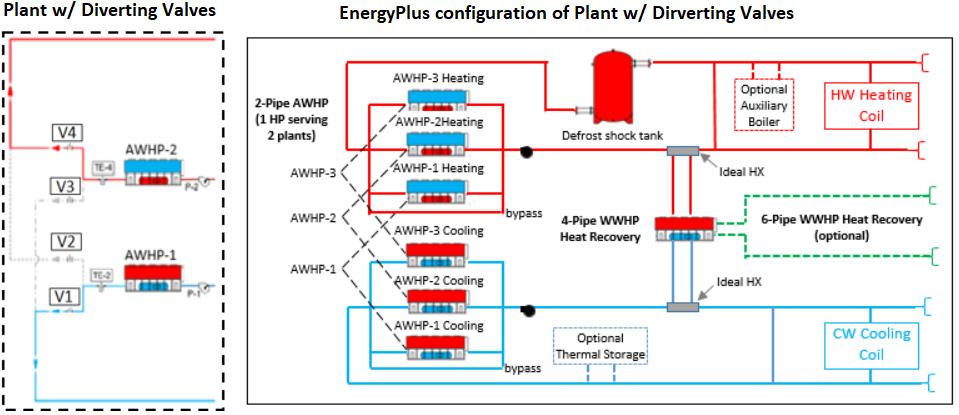 Plant w/ Diverting Valves
V4
AWHP-2
TE-4
P-2
V3
V2
AWHP-1
TE-2
P-1
V1
EnergyPlus configuration of Plant w/ Dirverting Valves
2-Pipe AWHP
(1 HP serving
2 plants)
AWHP-3 Heating
AWHP-2Heating
AWHP-1 Heating
AWHP-3
AWHP-2
AWHP-1
bypass
AWHP-3 Cooling
AWHP-2 Cooling
AWHP-1 Cooling
bypass
Defrost shock tank
Optional
Auxiliary
Boiler
HW Heating
Coil
Ideal HX
4-Pipe WWHP
Heat Recovery
6-Pipe WWHP Heat Recovery
(optional)
Ideal HX
Optional
Thermal Storage
CW Cooling
Coil